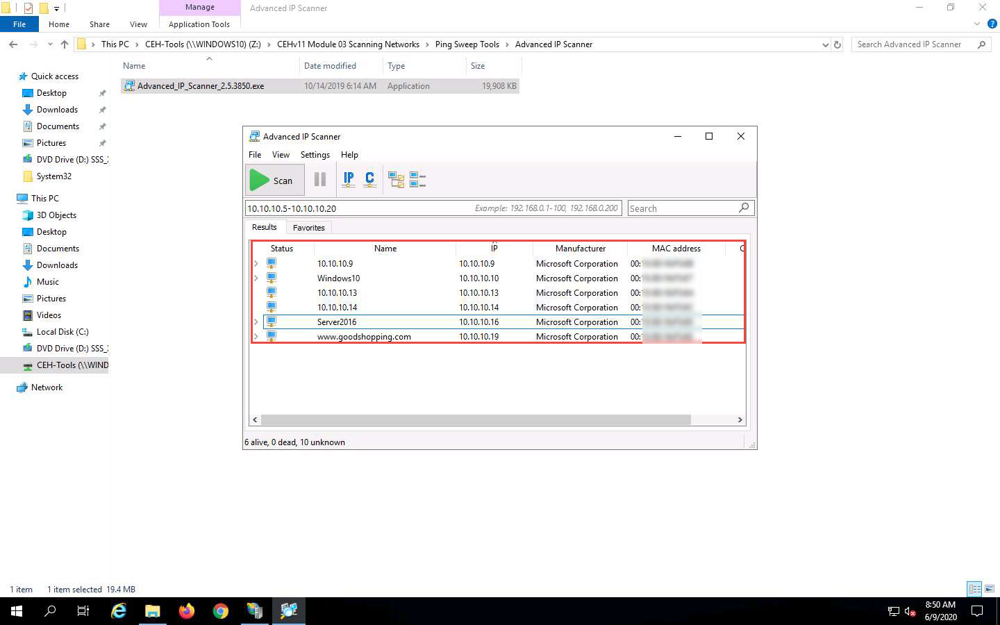 Manage
Advanced IP Scanner
File
Home
Share
View
Application Tools
This PC
CEH-Tools (\\WINDOWS10) (Z:)
CEHv11 Module 03 Scanning Networks
Ping Sweep Tools
Advanced IP Scanner
Search Advanced IP Scanner
Name Date modified Type Size
Advanced_IP_Scanner_2.5.3850.exe 10/14/2019 6:14 AM Application 19,908 KB
Quick access
Desktop
Downloads
Documents
Pictures
DVD Drive (D:) SSS_
System32
This PC
3D Objects
Desktop
Documents
Downloads
Music
Pictures
Videos
Local Disk (C:)
DVD Drive (D:) SSS_
CEH-Tools (\\WIND
Network
Advanced IP Scanner
File View Settings Help
Scan
IP
C
10.10.10.5-10.10.10.20
Example: 192.168.0.1-100, 192.168.0.200
Search
Results
Favorites
Status Name IP Manufacturer MAC address
10.10.10.9 10.10.10.9 Microsoft Corporation 00:
Windows10 10.10.10.10 Microsoft Corporation 00:
10.10.10.13 10.10.10.13 Microsoft Corporation 00:
10.10.10.14 10.10.10.14 Microsoft Corporation 00:
Server2016 10.10.10.16 Microsoft Corporation 00:
www.goodshopping.com 10.10.10.19 Microsoft Corporation 00:
6 alive, 0 dead, 10 unknown
1 item 1 item selected 19.4 MB
8:50 AM
6/9/2020